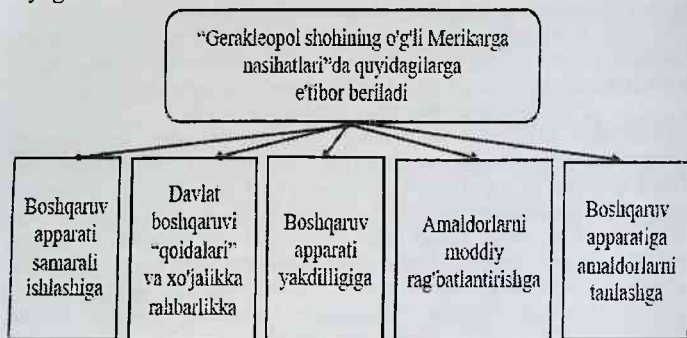 “Gerakleopol shohining o'g'li Merikarga
nasihatlari”da quyidagilarga
e'tibor beriladi
Boshqaruv
apparati
samarali
ishlashiga
Davlat
boshqaruvi
“qoidalari”
va xo'jalikka
rahbarlikka
Boshqaruv
apparati
yakdilligiga
Amaldorlarni
moddiy
rag'batlantirishga
Boshqaruv
apparatiga
amaldorlarni
tanlashga